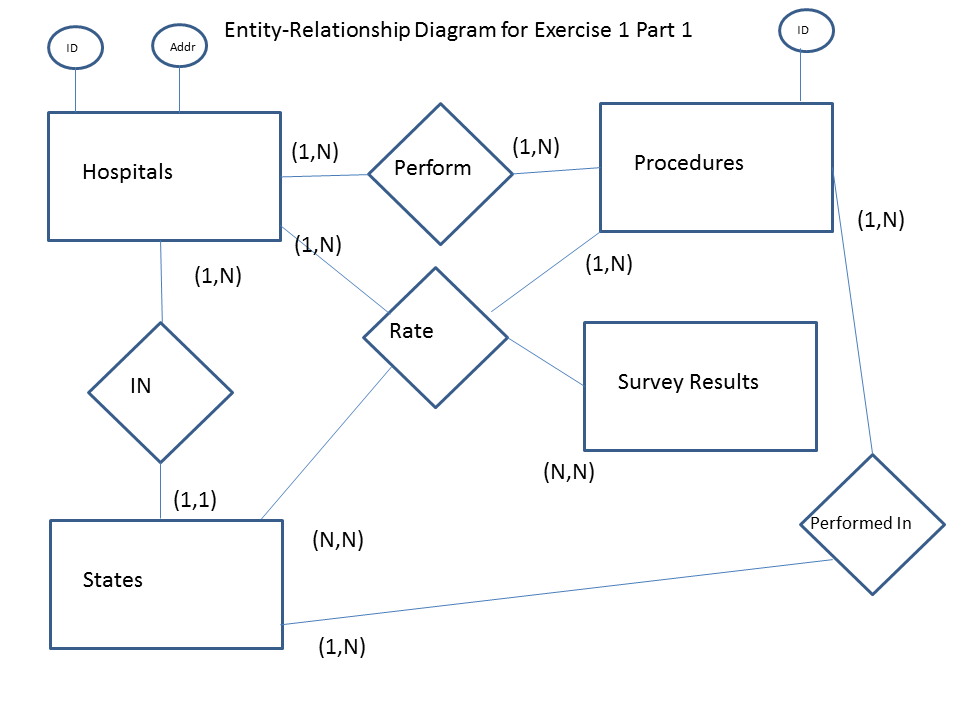 Entity-Relationship Diagram for Exercise 1 Part 1
ID
Addr
ID
Hospitals
(1,N)
Perform
(1,N)
Procedures
(1,N)
(1,N)
(1,N)
(1,N)
Rate
IN
Survey Results
(N,N)
(1,1)
Performed In
(N,N)
States
(1,N)